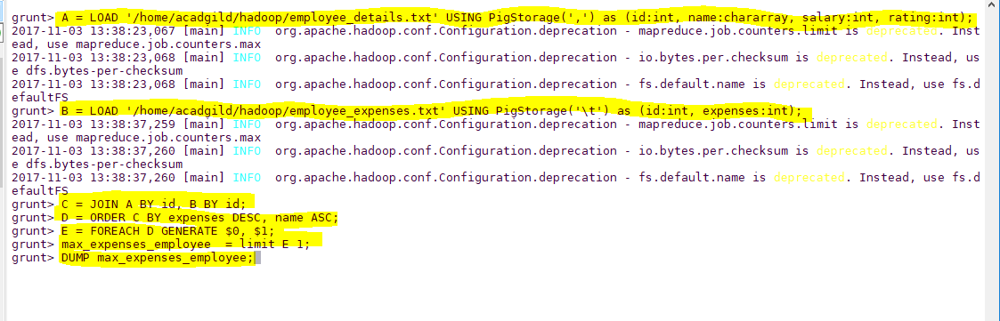 grunt> A = LOAD '/home/acadgild/hadoop/employee_details.txt' USING PigStorage(',') as (id:int, name:chararray, salary:int, rating:int);
2017-11-03 13:38:23,067 [main] INFO  org.apache.hadoop.conf.Configuration.deprecation - mapreduce.job.counters.limit is deprecated. Inst
ead, use mapreduce.job.counters.max
2017-11-03 13:38:23,068 [main] INFO  org.apache.hadoop.conf.Configuration.deprecation - io.bytes.per.checksum is deprecated. Instead, us
e dfs.bytes-per-checksum
2017-11-03 13:38:23,068 [main] INFO  org.apache.hadoop.conf.Configuration.deprecation - fs.default.name is deprecated. Instead, use fs.d
efaultFS
grunt> B = LOAD '/home/acadgild/hadoop/employee_expenses.txt' USING PigStorage('\t') as (id:int, expenses:int);
2017-11-03 13:38:37,259 [main] INFO  org.apache.hadoop.conf.Configuration.deprecation - mapreduce.job.counters.limit is deprecated. Inst
ead, use mapreduce.job.counters.max
2017-11-03 13:38:37,260 [main] INFO  org.apache.hadoop.conf.Configuration.deprecation - io.bytes.per.checksum is deprecated. Instead, us
e dfs.bytes-per-checksum
2017-11-03 13:38:37,260 [main] INFO  org.apache.hadoop.conf.Configuration.deprecation - fs.default.name is deprecated. Instead, use fs.d
efaultFS
grunt> C = JOIN A BY id, B BY id;
grunt> D = ORDER C BY expenses DESC, name ASC;
grunt> E = FOREACH D GENERATE $0, $1;
grunt> max_expenses_employee  = limit E 1;
grunt> DUMP max_expenses_employee;